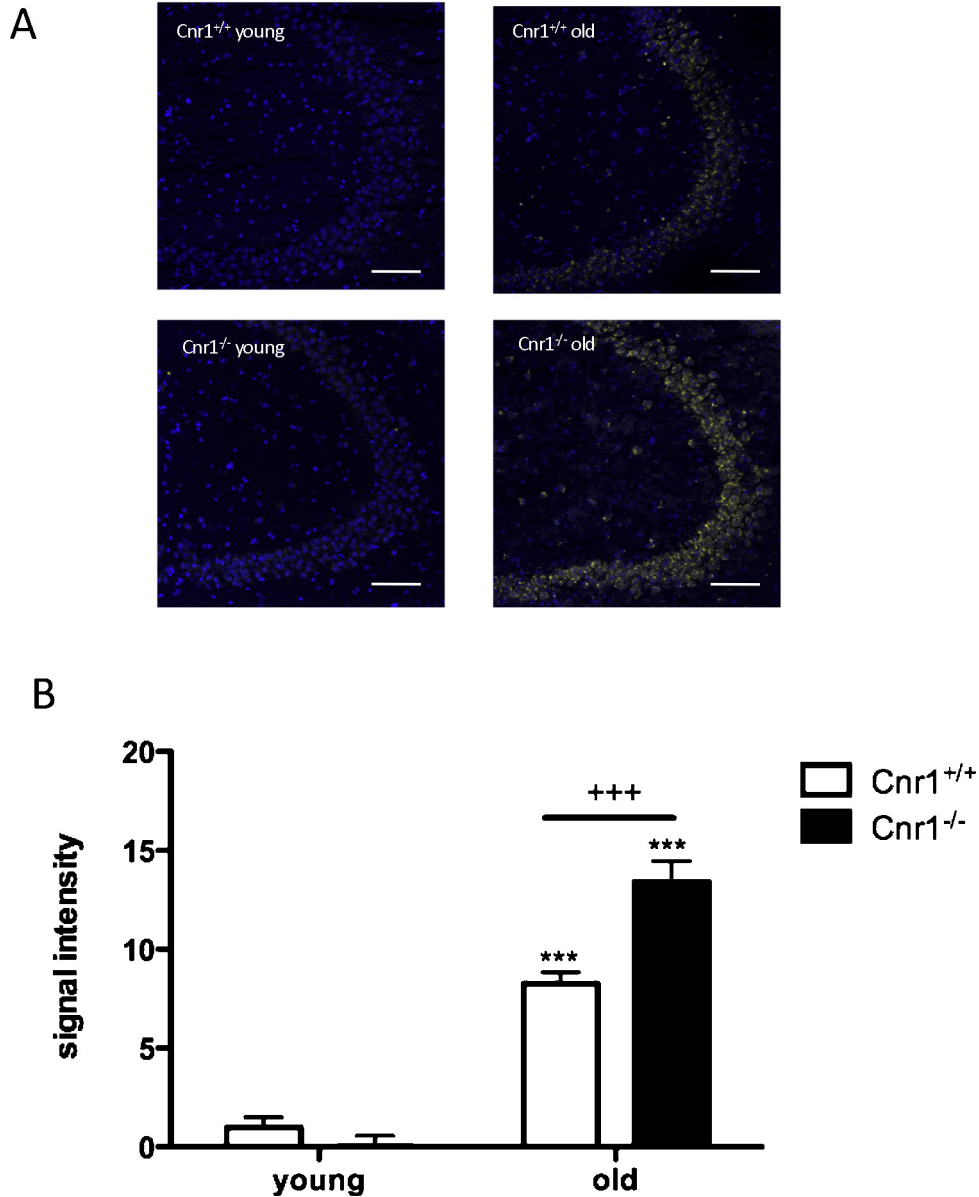 A
Cnr1+/+ young
Cnr1+/+ old
Cnr1-/- young
Cnr1-/- old
B
20
15
10
5
0
signal intensity
+++
***
***
young
old
Cnr1+/+
Cnr1-/-